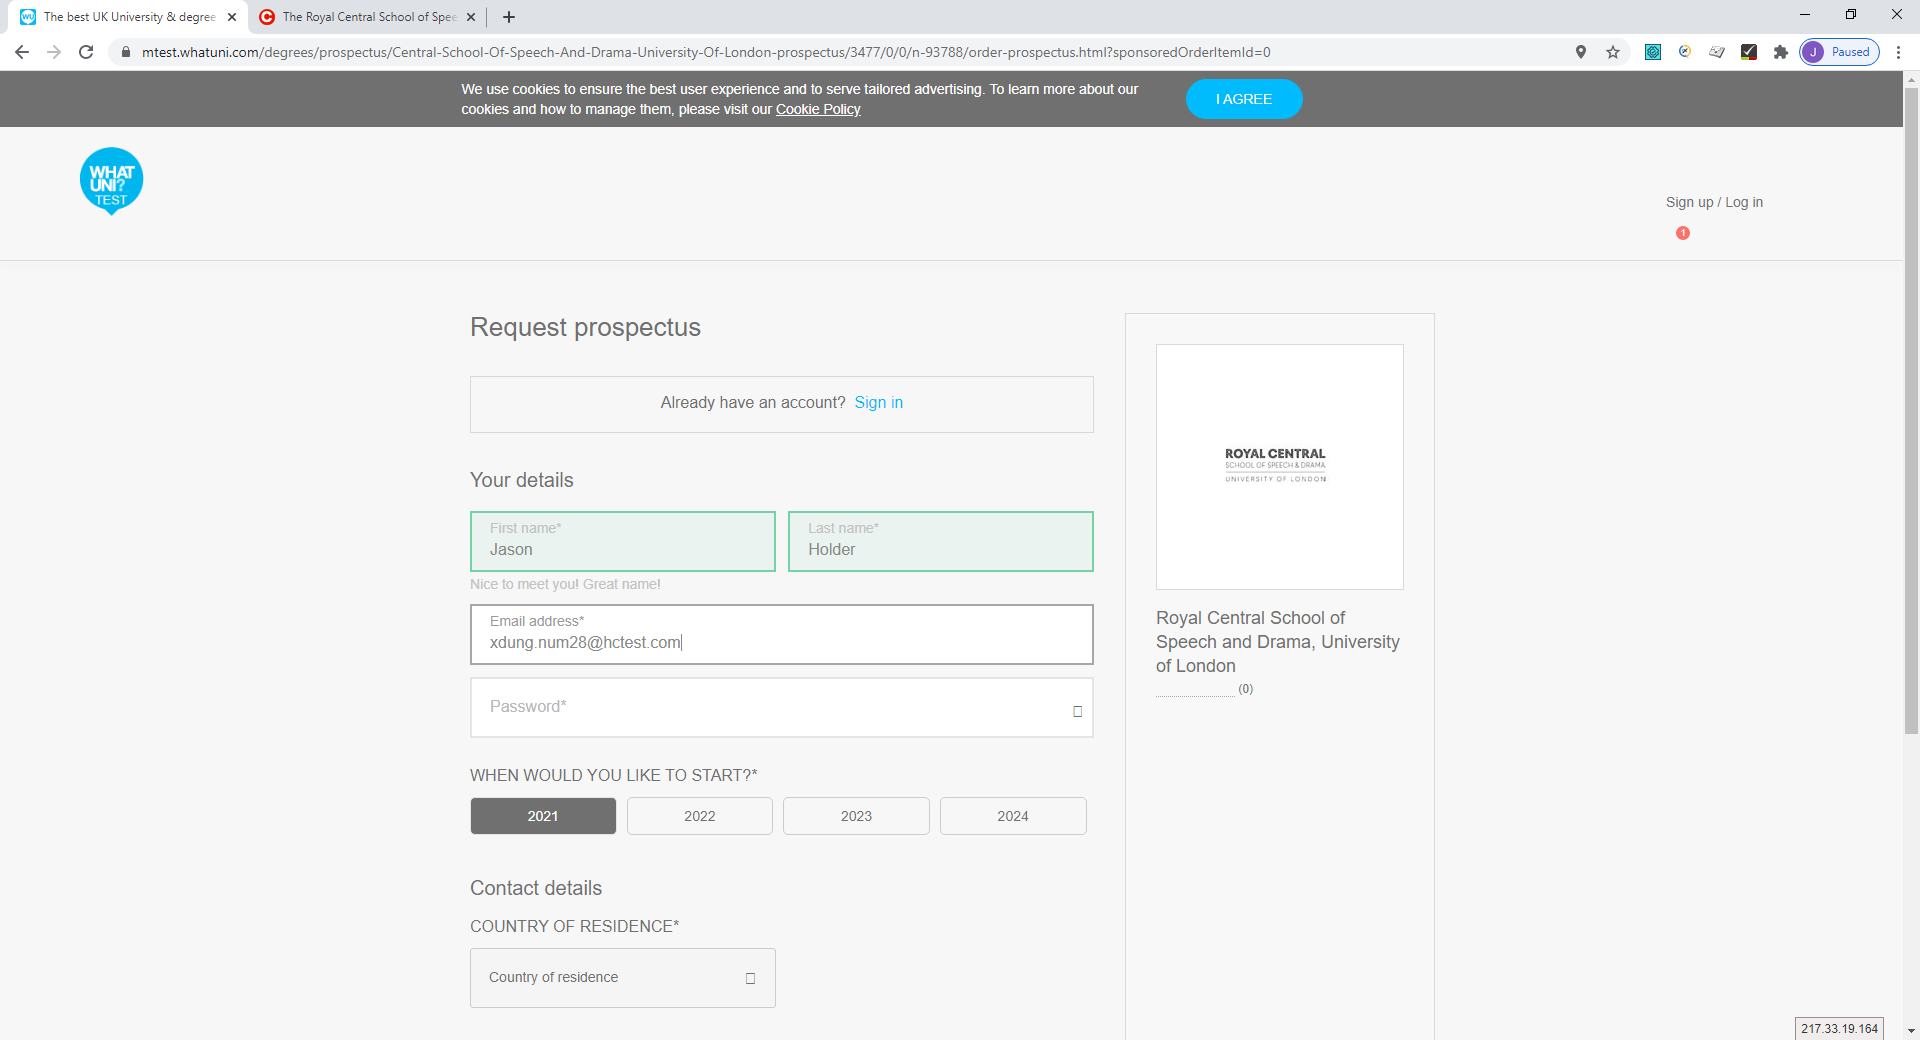 The best UK University & degree
The Royal Central School of Spee
mtest.whatuni.com/degrees/prospectus/Central-School-Of-Speech-And-Drama-University-Of-London-prospectus/3477/0/0/n-93788/order-prospectus.html?sponsoredOrderItemId=0
J Paused
We use cookies to ensure the best user experience and to serve tailored advertising. To learn more about our
cookies and how to manage them, please visit our Cookie Policy
I AGREE
WHAT
UNI?
TEST
Sign up / Log in
1
Request prospectus
Already have an account? Sign in
Your details
First name*
Jason
Last name*
Holder
Nice to meet you! Great name!
Email address*
xdung.num28@hctest.com
Password*
WHEN WOULD YOU LIKE TO START?*
2021 2022 2023 2024
Contact details
COUNTRY OF RESIDENCE*
Country of residence
ROYAL CENTRAL
SCHOOL OF SPEECH & DRAMA
UNIVERSITY OF LONDON
Royal Central School of
Speech and Drama, University
of London
(0)
217.33.19.164